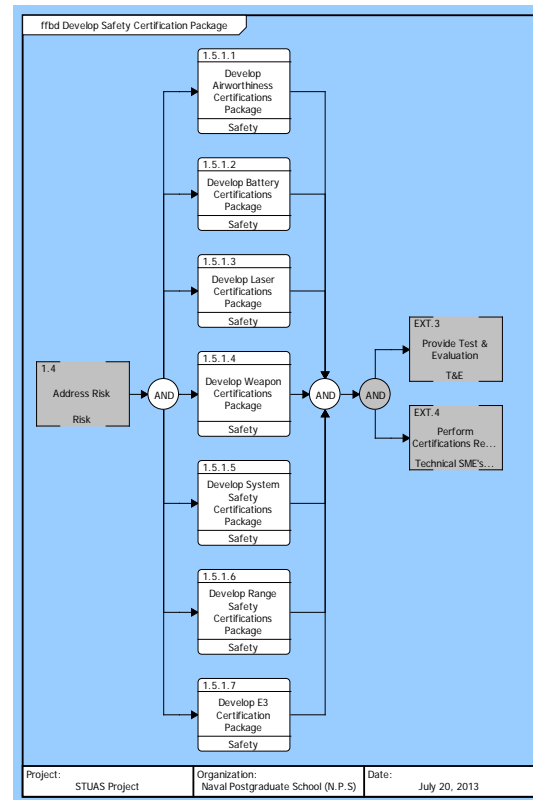 ffbd Develop Safety Certification Package
1.5.1.1
Develop
Airworthiness
Certifications
Package
Safety
1.5.1.2
Develop Battery
Certifications
Package
Safety
1.5.1.3
Develop Laser
Certifications
Package
Safety
1.4
Address Risk
Risk
AND
1.5.1.4
Develop Weapon
Certifications
Package
Safety
AND
AND
EXT.3
Provide Test &
Evaluation
T&E
EXT.4
Perform
Certifications Re...
Technical SME's...
1.5.1.5
Develop System
Safety
Certifications
Package
Safety
1.5.1.6
Develop Range
Safety
Certifications
Package
Safety
1.5.1.7
Develop E3
Certification
Package
Safety
Project:
STUAS Project
Organization:
Naval Postgraduate School (N.P.S)
Date:
July 20, 2013